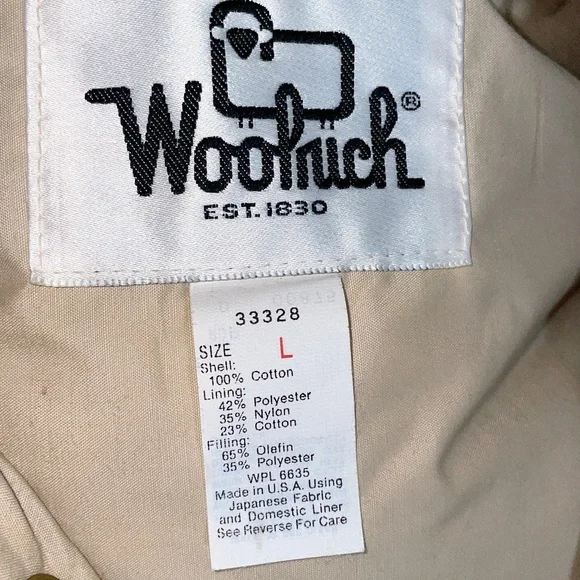 Woolrich®
EST. 1830
33328
SIZE L
Shell:
100% Cotton
Lining:
42% Polyester
35% Nylon
23% Cotton
Filling:
65% Olefin
35% Polyester
WPL 6635
Made in U.S.A. Using
Japanese Fabric
and Domestic Liner
See Reverse For Care